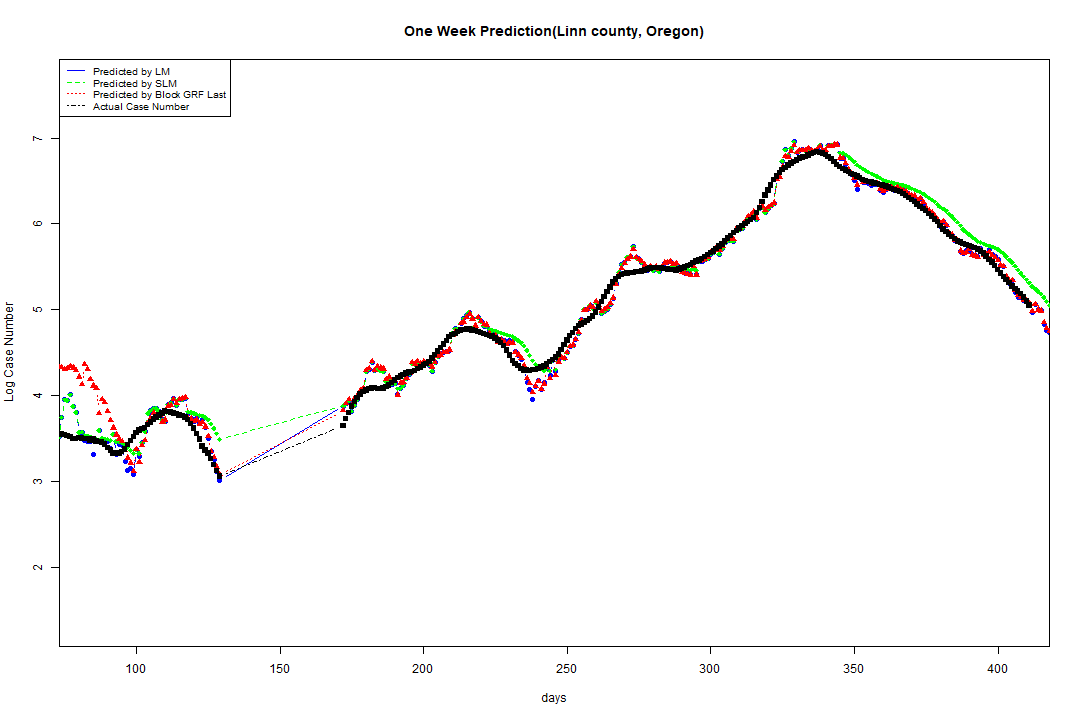 One Week Prediction(Linn county, Oregon)
Predicted by LM
Predicted by SLM
Predicted by Block GRF Last
Actual Case Number
Log Case Number
7
6
5
4
3
2
100 150 200 250 300 350 400
days